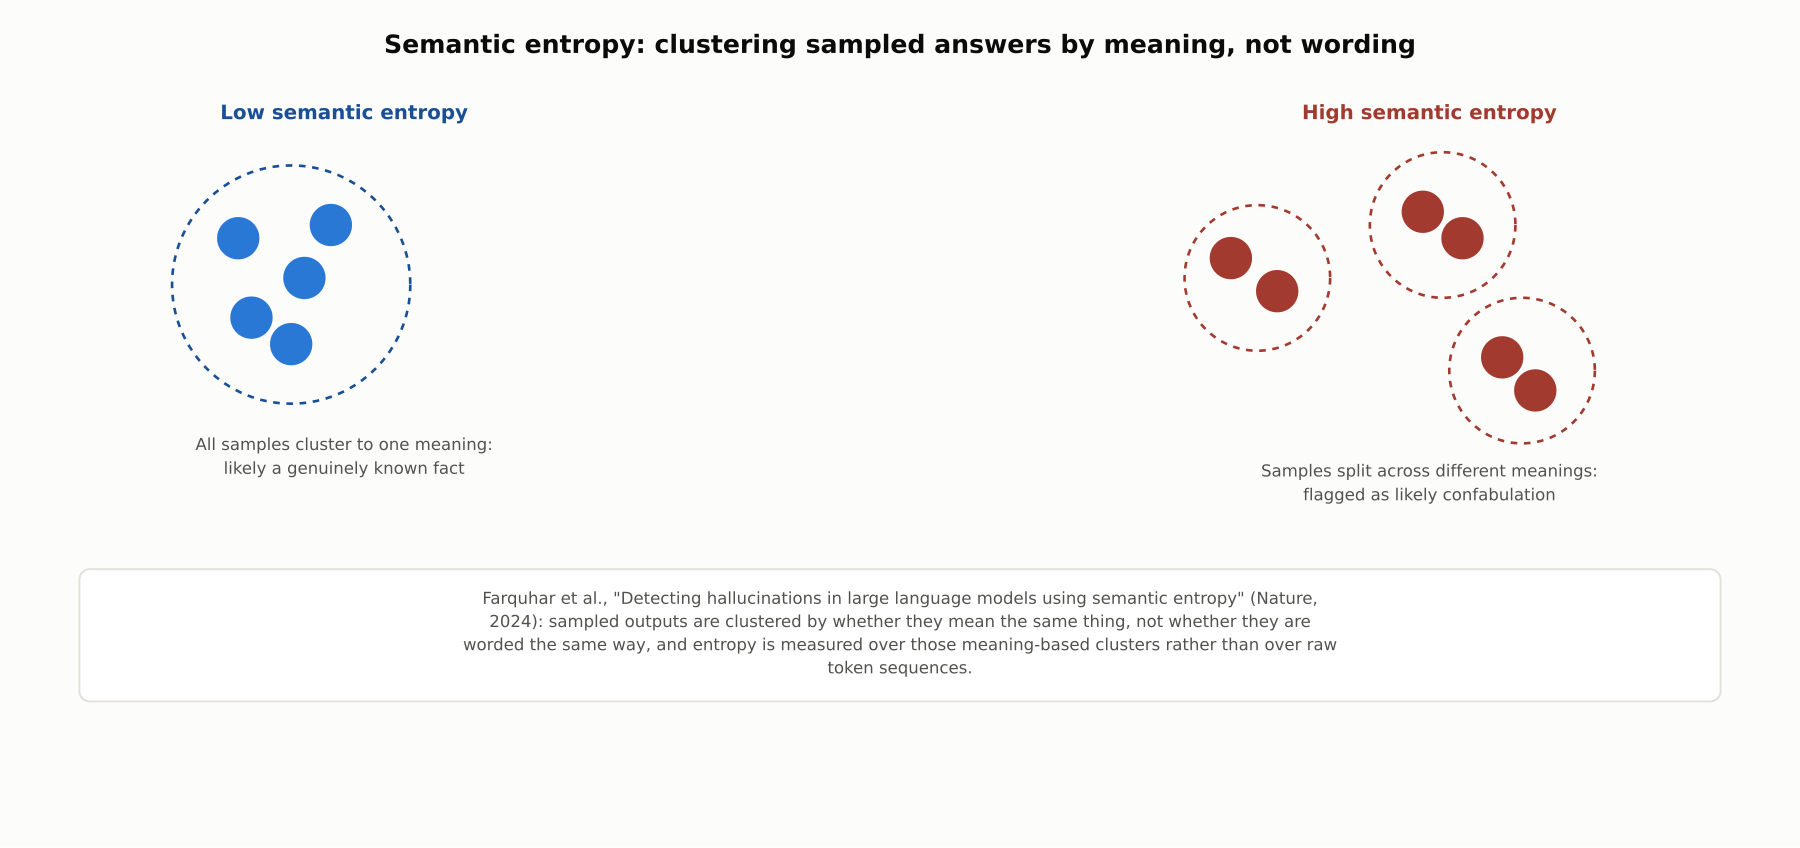 Semantic entropy: clustering sampled answers by meaning, not wording
Low semantic entropy
High semantic entropy
All samples cluster to one meaning:
likely a genuinely known fact
Samples split across different meanings:
flagged as likely confabulation
Farquhar et al., "Detecting hallucinations in large language models using semantic entropy" (Nature,
2024): sampled outputs are clustered by whether they mean the same thing, not whether they are
worded the same way, and entropy is measured over those meaning-based clusters rather than over raw
token sequences.